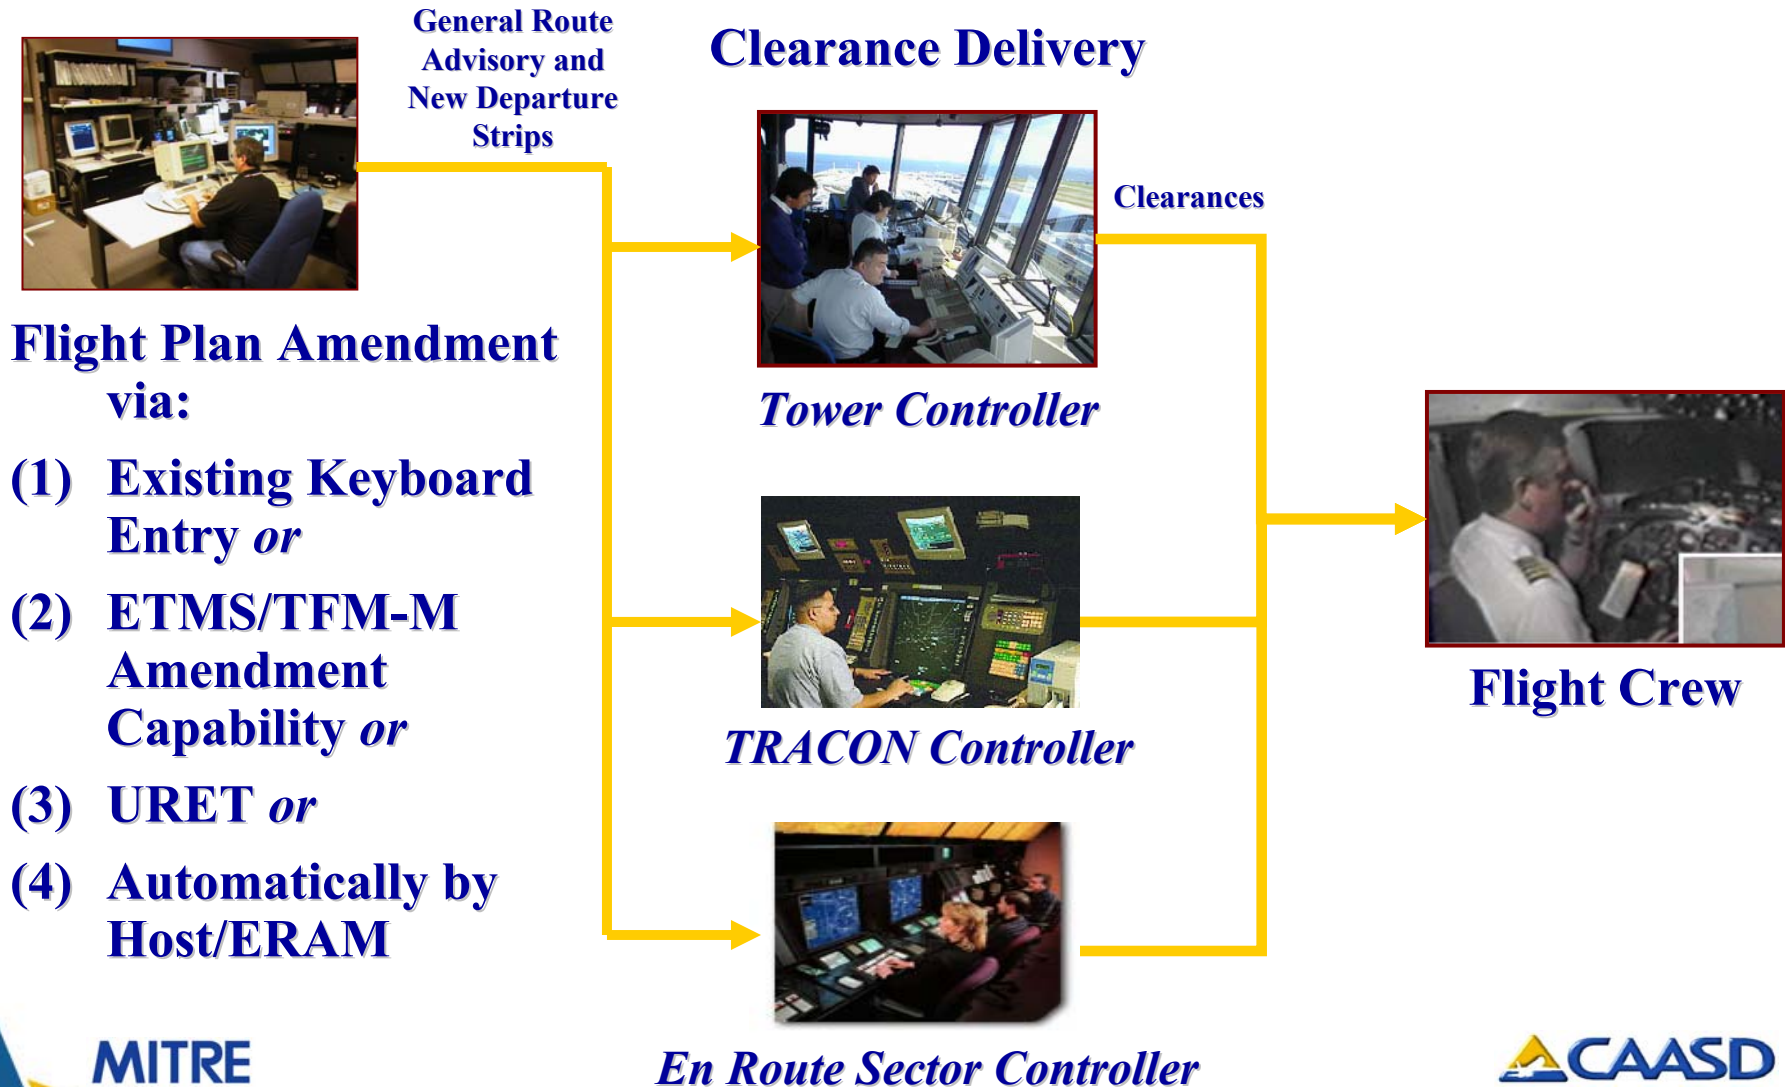 General Route
Advisory and
New Departure
Strips
Clearance Delivery
Clearances
Flight Plan Amendment
via:
(1) Existing Keyboard
Entry or
(2) ETMS/TFM-M
Amendment
Capability or
(3) URET or
(4) Automatically by
Host/ERAM
Tower Controller
TRACON Controller
En Route Sector Controller
Flight Crew
MITRE
CAASD